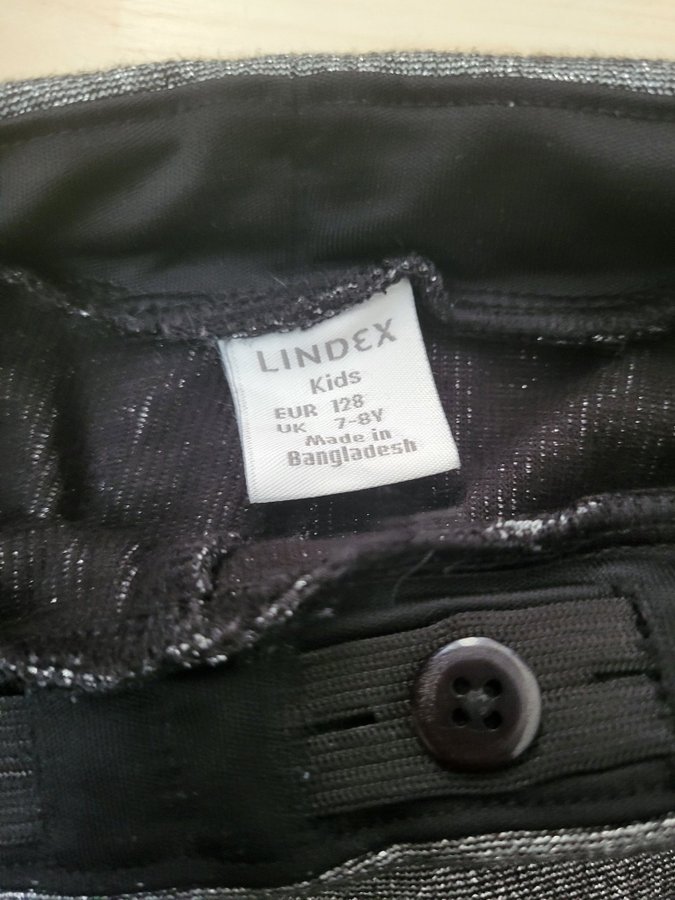 LINDEX
Kids
EUR 128
UK 7-8Y
Made in
Bangladesh